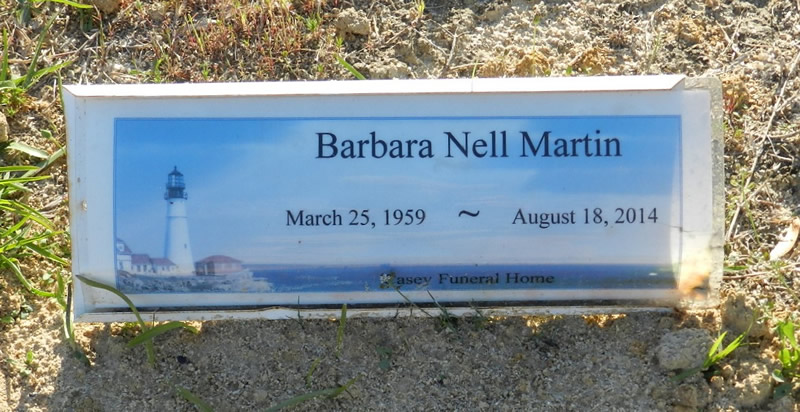 Barbara Nell Martin
March 25, 1959 ~ August 18, 2014
Funeral Home